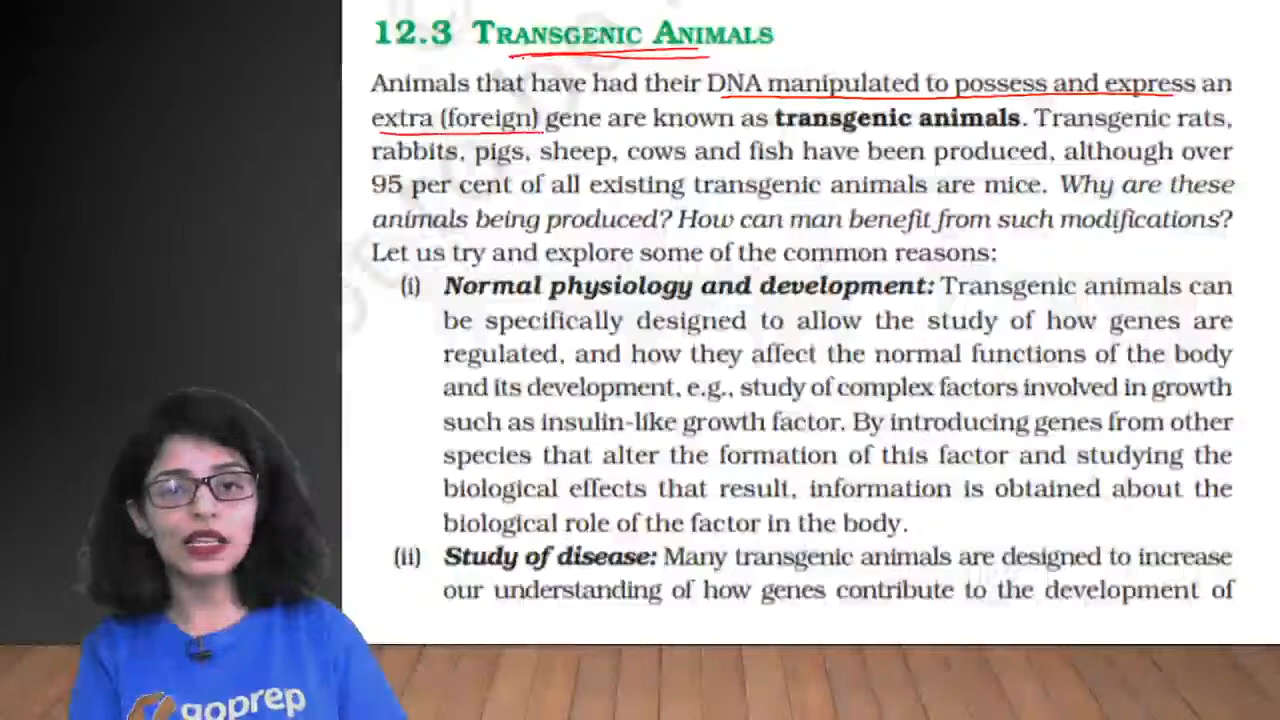 12.3 TRANSGENIC ANIMALS
Animals that have had their DNA manipulated to possess and express an
extra (foreign) gene are known as transgenic animals. Transgenic rats,
rabbits, pigs, sheep, cows and fish have been produced, although over
95 per cent of all existing transgenic animals are mice. Why are these
animals being produced? How can man benefit from such modifications?
Let us try and explore some of the common reasons:
(i) Normal physiology and development: Transgenic animals can
be specifically designed to allow the study of how genes are
regulated, and how they affect the normal functions of the body
and its development, e.g., study of complex factors involved in growth
such as insulin-like growth factor. By introducing genes from other
species that alter the formation of this factor and studying the
biological effects that result, information is obtained about the
biological role of the factor in the body.
(ii) Study of disease: Many transgenic animals are designed to increase
our understanding of how genes contribute to the development of
goprep